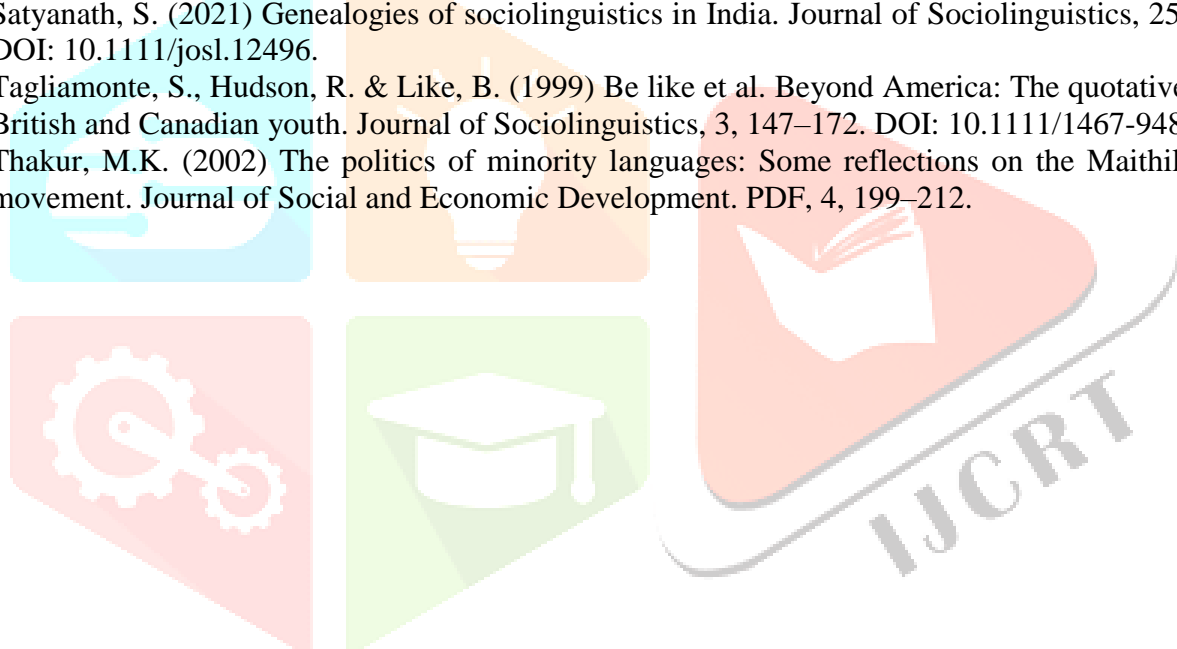 Satyanath, S. (2021) Genealogies of sociolinguistics in India. Journal of Sociolinguistics, 25
DOI: 10.1111/josl.12496.
Tagliamonte, S., Hudson, R. & Like, B. (1999) Be like et al. Beyond America: The quotative
British and Canadian youth. Journal of Sociolinguistics, 3, 147–172. DOI: 10.1111/1467-948
Thakur, M.K. (2002) The politics of minority languages: Some reflections on the Maithil
movement. Journal of Social and Economic Development. PDF, 4, 199–212.
IJCRT